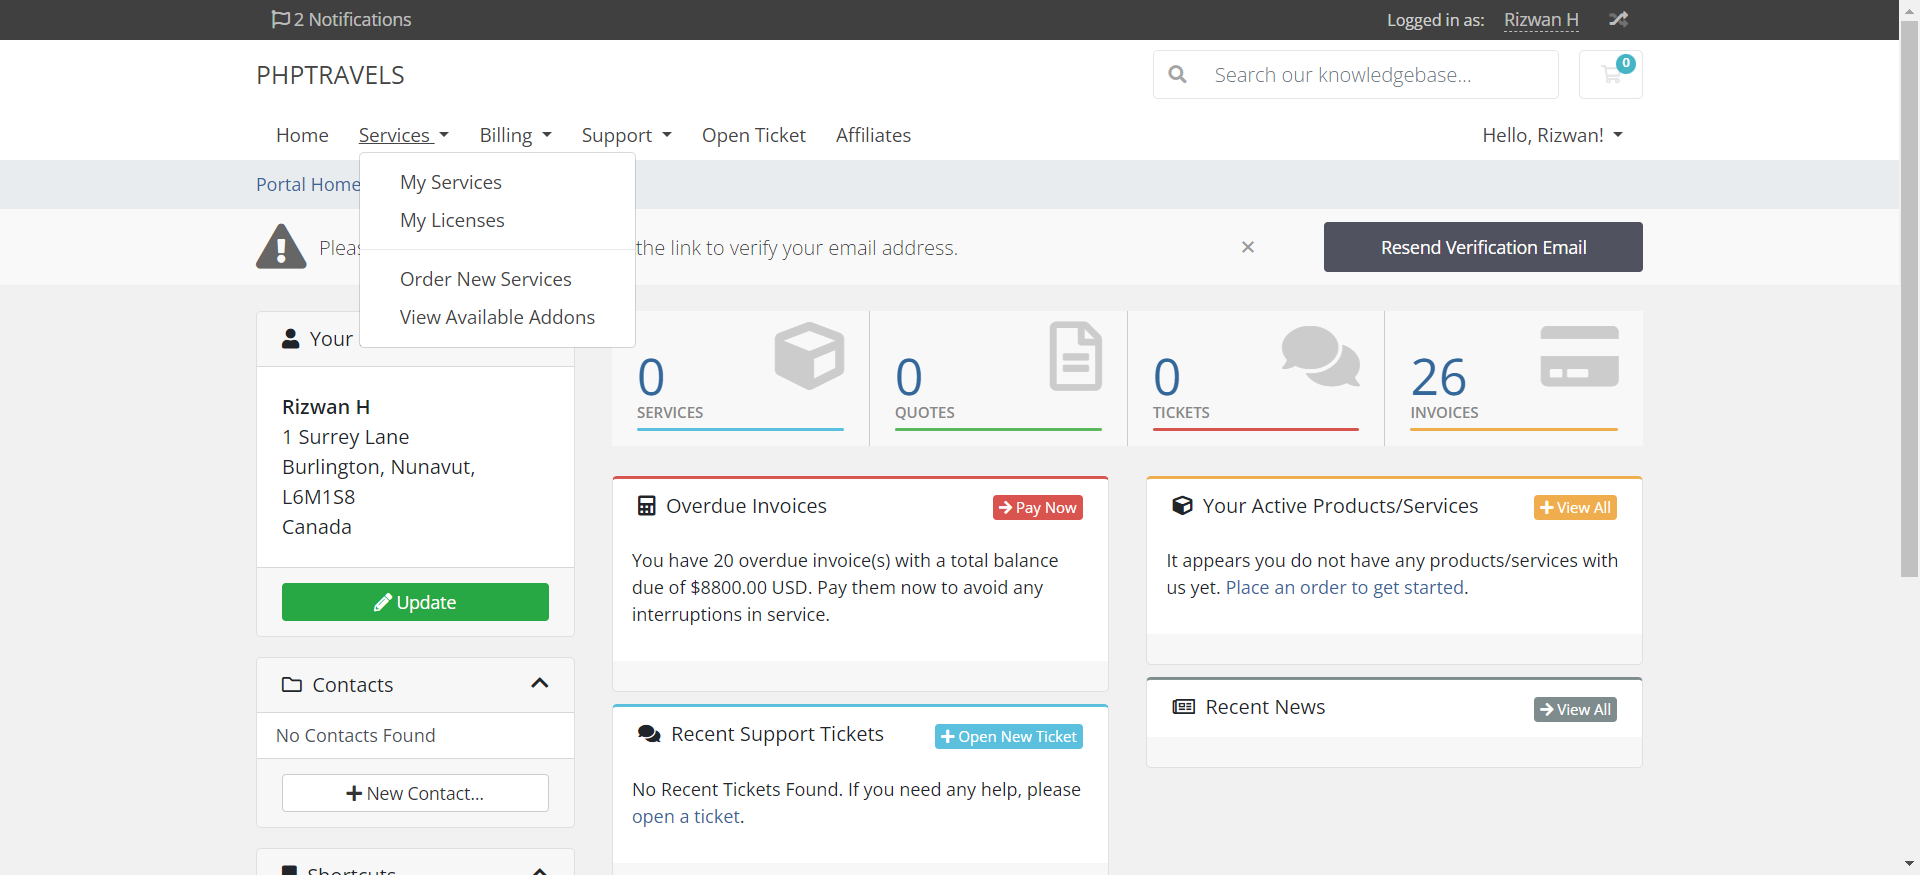 2 Notifications
Logged in as: Rizwan H
PHPTRAVELS
Search our knowledgebase...
0
Home Services Billing Support Open Ticket Affiliates
Hello, Rizwan!
My Services
My Licenses
Order New Services
View Available Addons
Portal Home
the link to verify your email address.
Resend Verification Email
Your
Rizwan H
1 Surrey Lane
Burlington, Nunavut,
L6M1S8
Canada
Update
Contacts
No Contacts Found
New Contact...
0
SERVICES
0
QUOTES
0
TICKETS
26
INVOICES
Overdue Invoices
Pay Now
You have 20 overdue invoice(s) with a total balance
due of $8800.00 USD. Pay them now to avoid any
interruptions in service.
Recent Support Tickets
Open New Ticket
No Recent Tickets Found. If you need any help, please
open a ticket.
Your Active Products/Services
View All
It appears you do not have any products/services with
us yet. Place an order to get started.
Recent News
View All